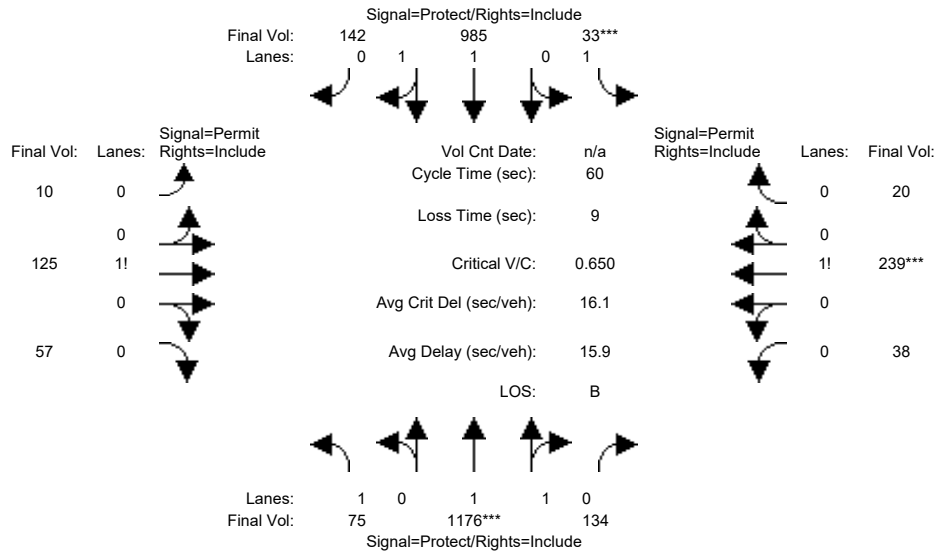 Signal=Protect/Rights=Include
Final Vol: 142 985 33***
Lanes: 0 1 1 0 1
Signal=Permit
Final Vol: Lanes: Rights=Include
Vol Cnt Date: n/a
Signal=Permit
Rights=Include Lanes: Final Vol:
Cycle Time (sec): 60
10 0
0 20
Loss Time (sec): 9
0
0
125 1!
Critical V/C: 0.650
1! 239***
0
Avg Crit Del (sec/veh): 16.1
0
57 0
Avg Delay (sec/veh): 15.9
0 38
LOS: B
Lanes: 1 0 1 1 0
Final Vol: 75 1176*** 134
Signal=Protect/Rights=Include